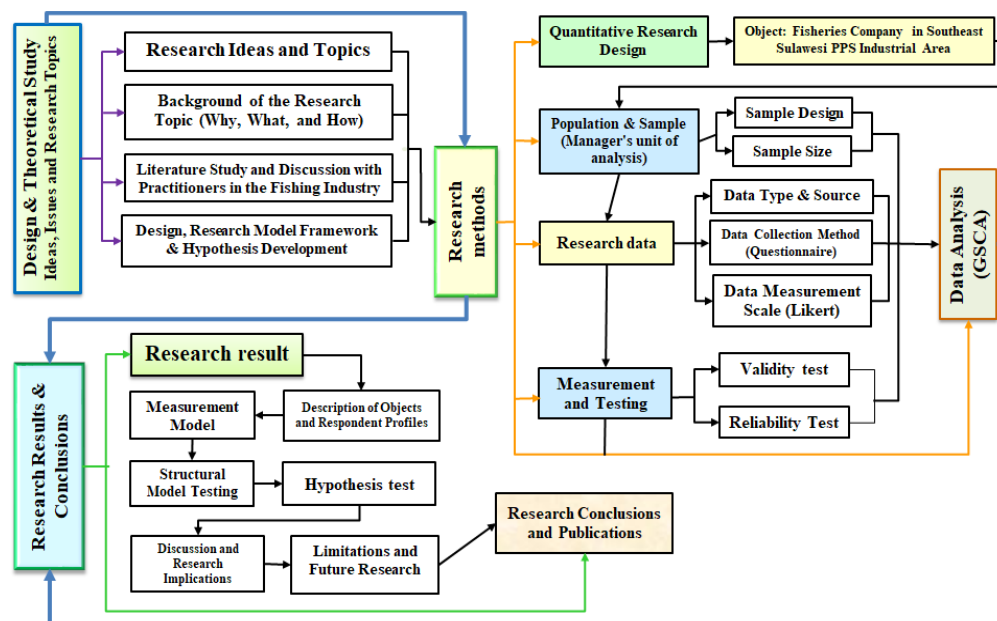 Design & Theoretical Study
Ideas, Issues and Research Topics
Research Ideas and Topics
Background of the Research
Topic (Why, What, and How)
Literature Study and Discussion with
Practitioners in the Fishing Industry
Design, Research Model Framework
& Hypothesis Development
Research
methods
Quantitative Research
Design
Object: Fisheries Company in Southeast
Sulawesi PPS Industrial Area
Population & Sample
(Manager's unit of
analysis)
Sample Design
Sample Size
Research data
Data Type & Source
Data Collection Method
(Questionnaire)
Data Measurement
Scale (Likert)
Measurement
and Testing
Validity test
Reliability Test
Data Analysis
(GSCA)
Research Results &
Conclusions
Research result
Description of Objects
and Respondent Profiles
Measurement
Model
Structural
Model Testing
Hypothesis test
Discussion and
Research
Implications
Limitations and
Future Research
Research Conclusions
and Publications